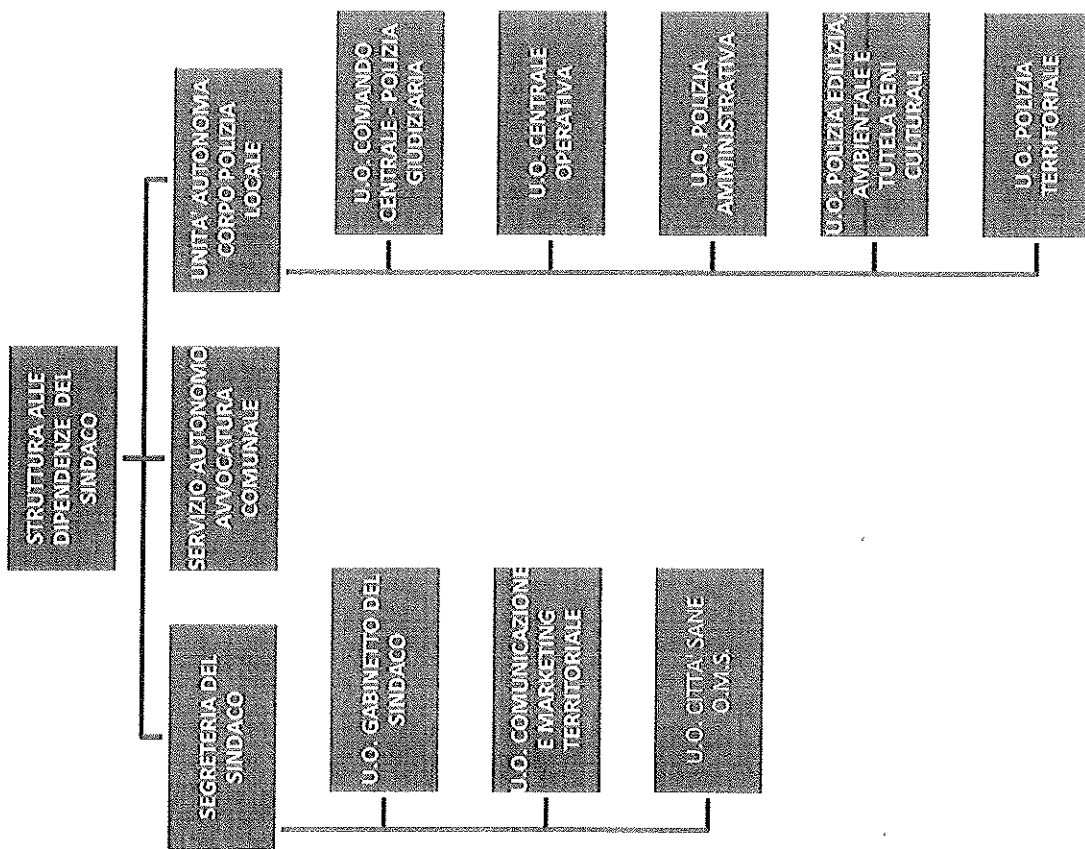 STRUTTURA ALLE
DIPENDENZE DEL
SINDACO
SEGRETERIA DEL
SINDACO
SERVIZIO AUTONOMO
AVVOCATURA
COMUNALE
UNITA' AUTONOMA
CORPO POLIZIA
LOCALE
U.O. GABINETTO DEL
SINDACO
U.O. COMUNICAZIONE
E MARKETING
TERRITORIALE
U.O. CITTA' SANE
O.M.S.
U.O. COMANDO
CENTRALE - POLIZIA
GIUDIZIARIA
U.O. CENTRALE
OPERATIVA
U.O. POLIZIA
AMMINISTRATIVA
U.O. POLIZIA EDILIZIA,
AMBIENTALE E
TUTELA BENI
CULTURALI
U.O. POLIZIA
TERRITORIALE